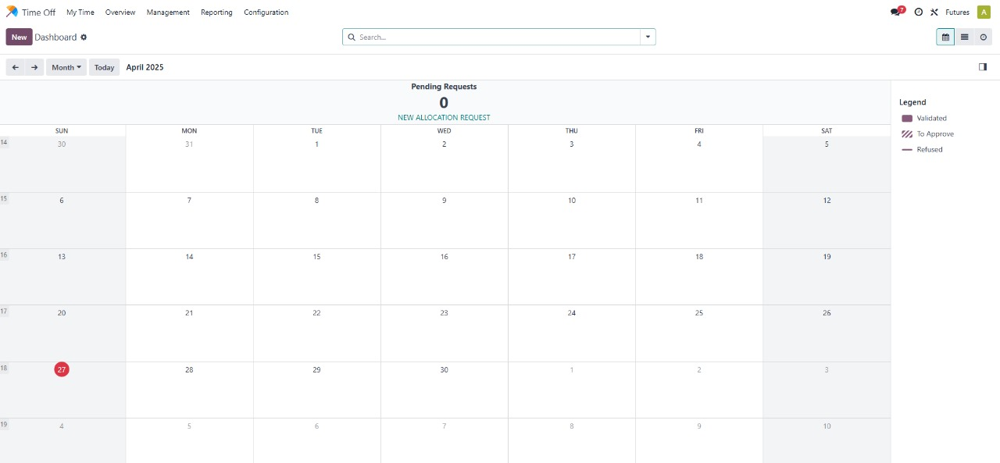 Time Off My Time Overview Management Reporting Configuration 7 Futures A
New Dashboard Search...
Month Today April 2025
Pending Requests
0
NEW ALLOCATION REQUEST
SUN MON TUE WED THU FRI SAT
14 30 31 1 2 3 4 5
15 6 7 8 9 10 11 12
16 13 14 15 16 17 18 19
17 20 21 22 23 24 25 26
18 27 28 29 30 1 2 3
19 4 5 6 7 8 9 10
Legend
Validated
To Approve
Refused